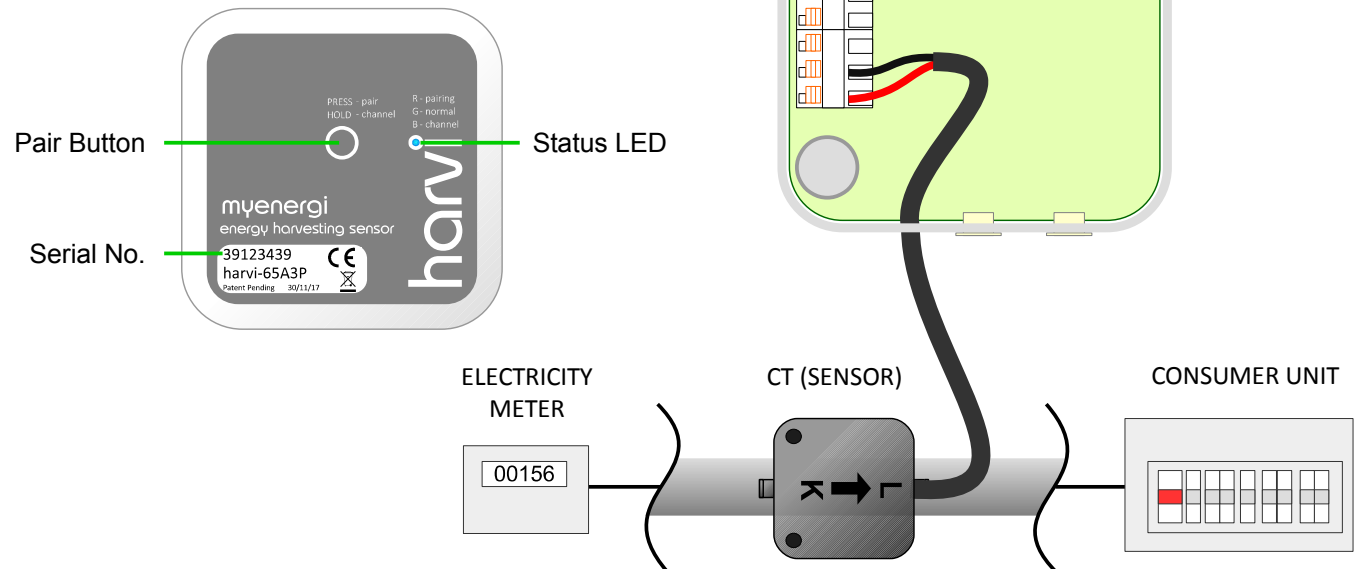 PRESS - pair
HOLD - channel
R - pairing
G - normal
B - channel
Pair Button
Status LED
harvi
myenergi
energy harvesting sensor
Serial No.
39123439
harvi-65A3P
Patent Pending 30/11/17
CE
ELECTRICITY
METER
CT (SENSOR)
CONSUMER UNIT
00156
K
L